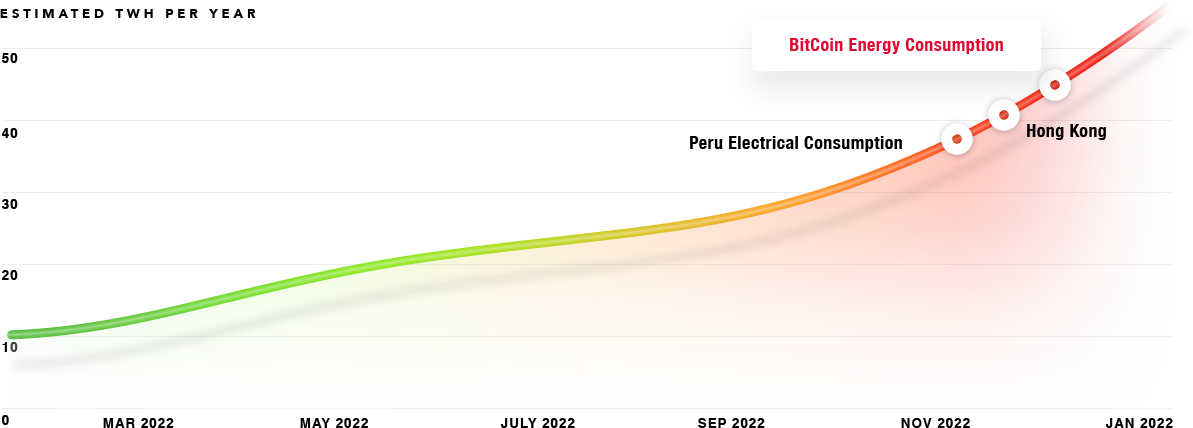 ESTIMATED TWH PER YEAR
50
BitCoin Energy Consumption
40
Hong Kong
Peru Electrical Consumption
30
20
10
0
MAR 2022
MAY 2022
JULY 2022
SEP 2022
NOV 2022
JAN 2022